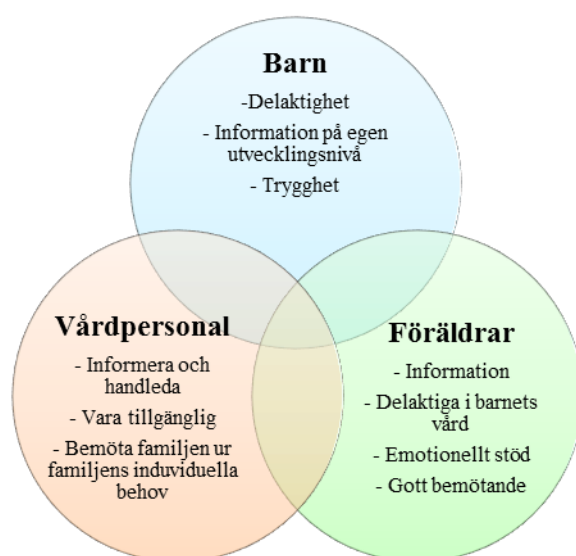 Barn
-Delaktighet
- Information på egen
utvecklingsnivå
- Trygghet
Vårdpersonal
- Informera och
handleda
- Vara tillgänglig
- Bemöta familjen ur
familjens induviduella
behov
Föräldrar
- Information
- Delaktiga i barnets
vård
- Emotionellt stöd
- Gott bemötande